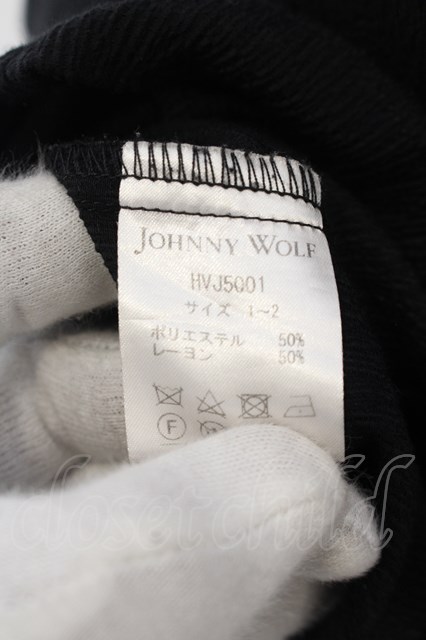 JOHNNY WOLF
HVJ5001
サイズ 1~2
ポリエステル 50%
レーヨン 50%
F
closet child